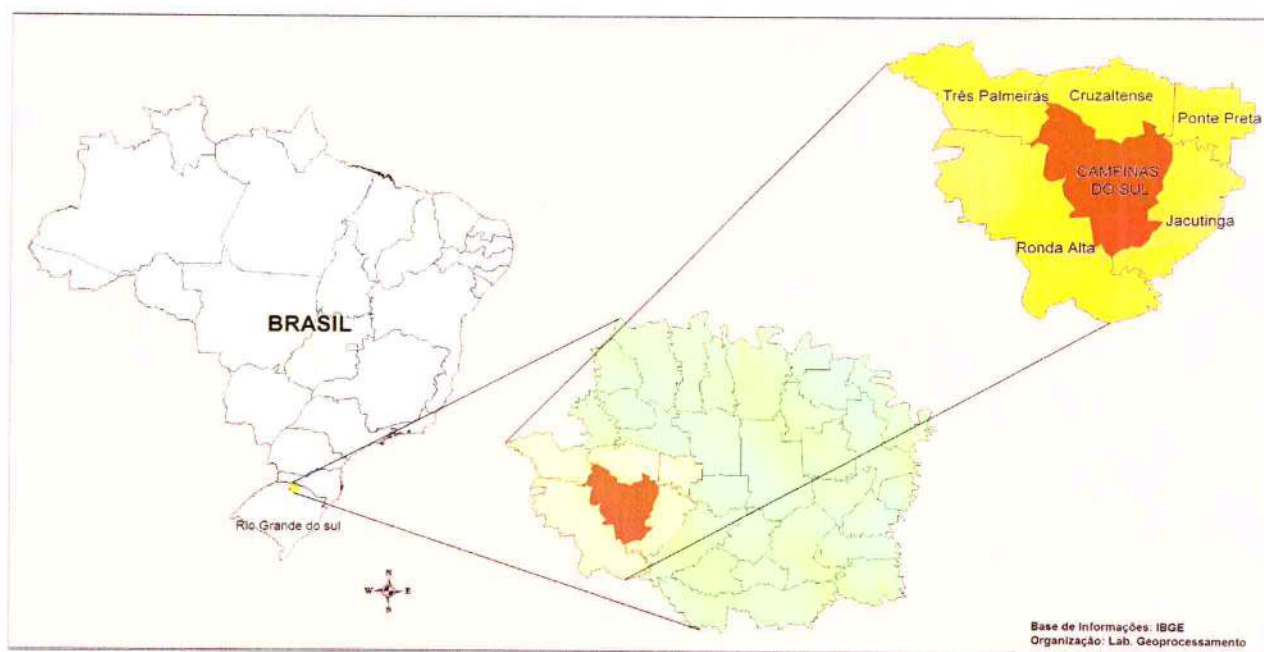 Três Palmeiras
Cruzaltense
Ponte Preta
CAMPINAS
DO SUL
Jacutinga
Ronda Alta
BRASIL
Rio Grande do sul
N
W
E
S
Base de Informações: IBGE
Organização: Lab. Geoprocessamento